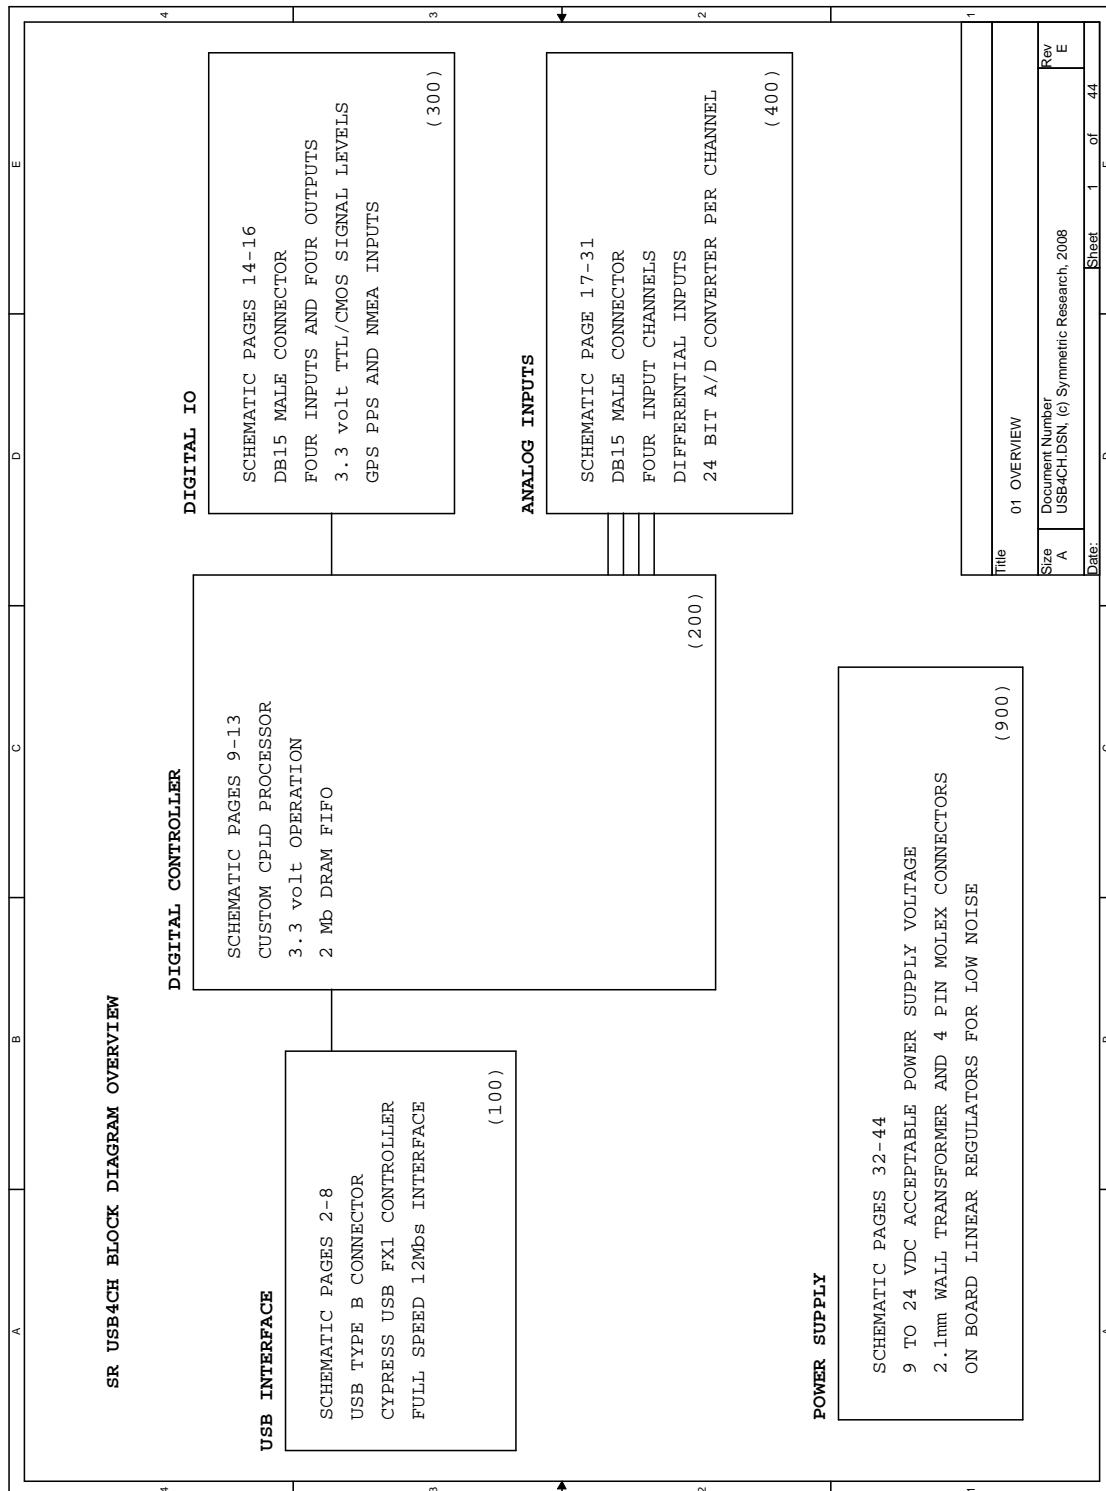 SR USB4CH BLOCK DIAGRAM OVERVIEW
USB INTERFACE
SCHEMATIC PAGES 2-8
USB TYPE B CONNECTOR
CYPRESS USB FX1 CONTROLLER
FULL SPEED 12Mbs INTERFACE
(100)
DIGITAL CONTROLLER
SCHEMATIC PAGES 9-13
CUSTOM CPLD PROCESSOR
3.3 volt OPERATION
2 Mb DRAM FIFO
(200)
DIGITAL IO
SCHEMATIC PAGES 14-16
DB15 MALE CONNECTOR
FOUR INPUTS AND FOUR OUTPUTS
3.3 volt TTL/CMOS SIGNAL LEVELS
GPS PPS AND NMEA INPUTS
(300)
ANALOG INPUTS
SCHEMATIC PAGE 17-31
DB15 MALE CONNECTOR
FOUR INPUT CHANNELS
DIFFERENTIAL INPUTS
24 BIT A/D CONVERTER PER CHANNEL
(400)
POWER SUPPLY
SCHEMATIC PAGES 32-44
9 TO 24 VDC ACCEPTABLE POWER SUPPLY VOLTAGE
2.1mm WALL TRANSFORMER AND 4 PIN MOLEX CONNECTORS
ON BOARD LINEAR REGULATORS FOR LOW NOISE
(900)
Title
01 OVERVIEW
Size Document Number Rev
A USB4CH.DSN, (c) Symmetric Research, 2008 E
Date: Sheet 1 of 44
A B C D E
A B C D E
4 3 2 1
4 3 2 1